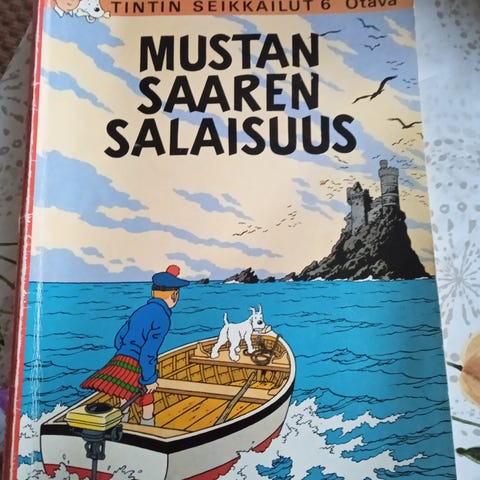 TINTIN SEIKKAILUT 6 Otava
MUSTAN
SAAREN
SALAISUUS